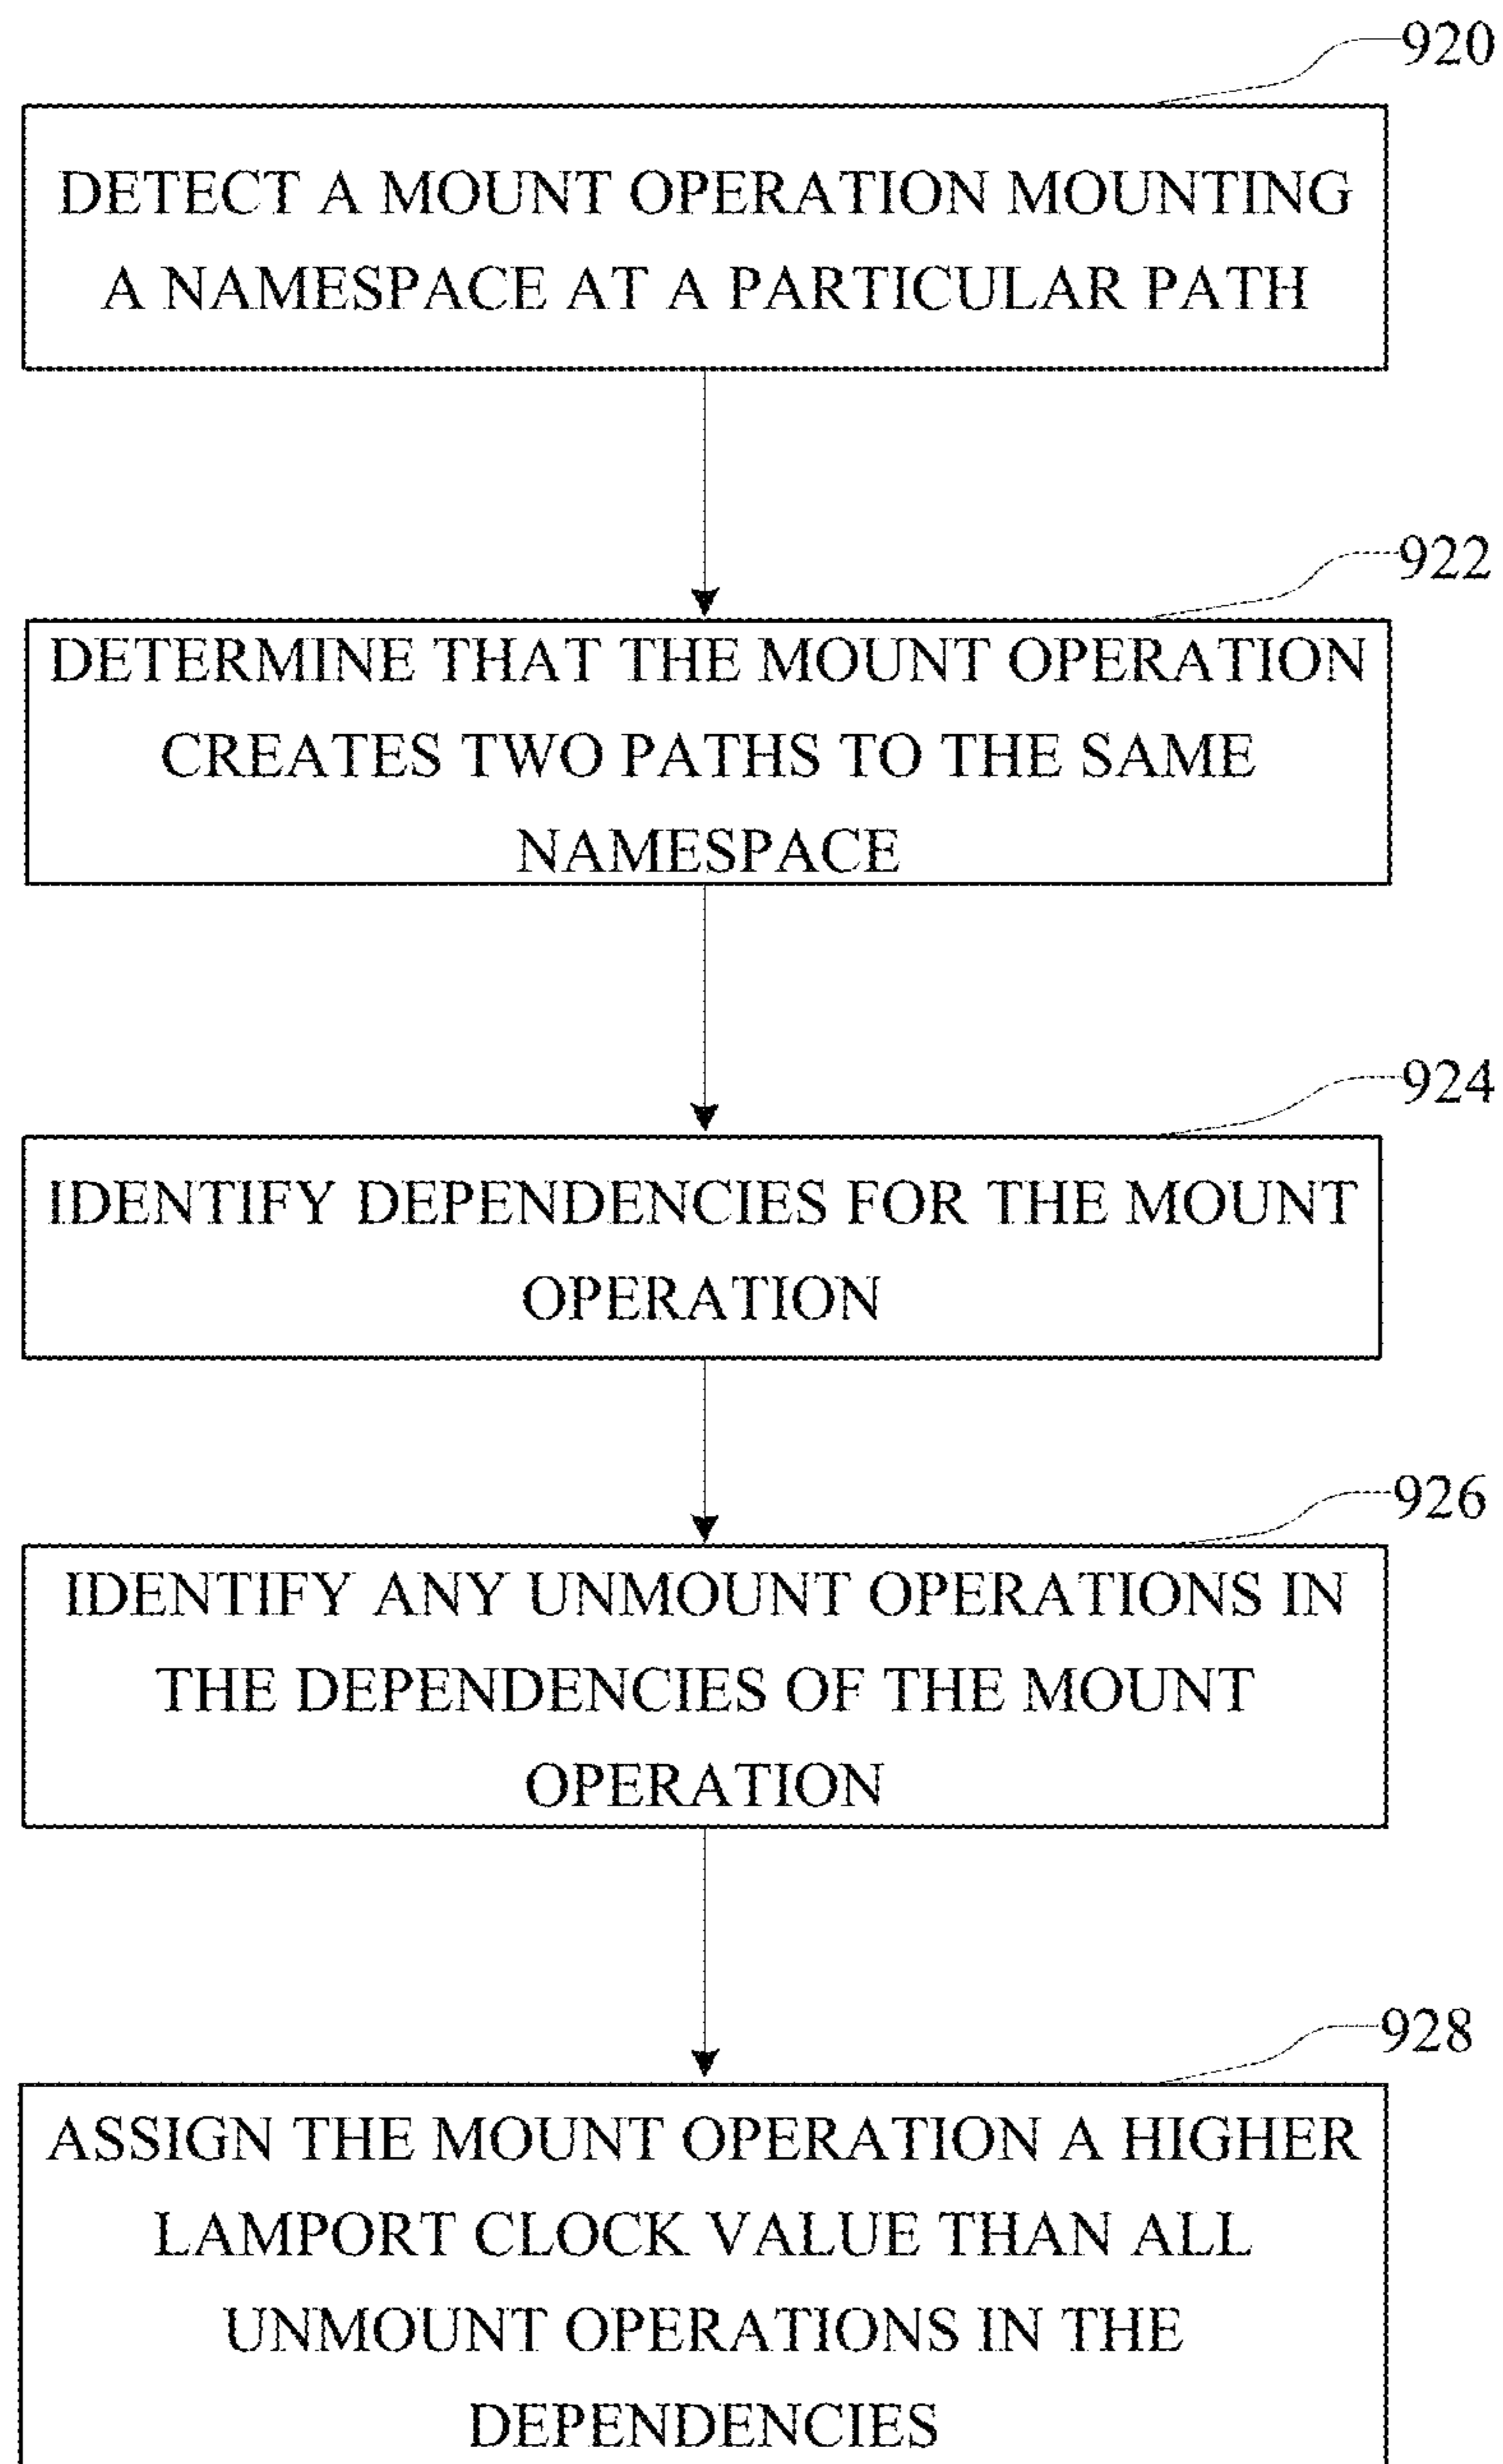 920
DETECT A MOUNT OPERATION MOUNTING
A NAMESPACE AT A PARTICULAR PATH
922
DETERMINE THAT THE MOUNT OPERATION
CREATES TWO PATHS TO THE SAME
NAMESPACE
924
IDENTIFY DEPENDENCIES FOR THE MOUNT
OPERATION
926
IDENTIFY ANY UNMOUNT OPERATIONS IN
THE DEPENDENCIES OF THE MOUNT
OPERATION
928
ASSIGN THE MOUNT OPERATION A HIGHER
LAMPORT CLOCK VALUE THAN ALL
UNMOUNT OPERATIONS IN THE
DEPENDENCIES